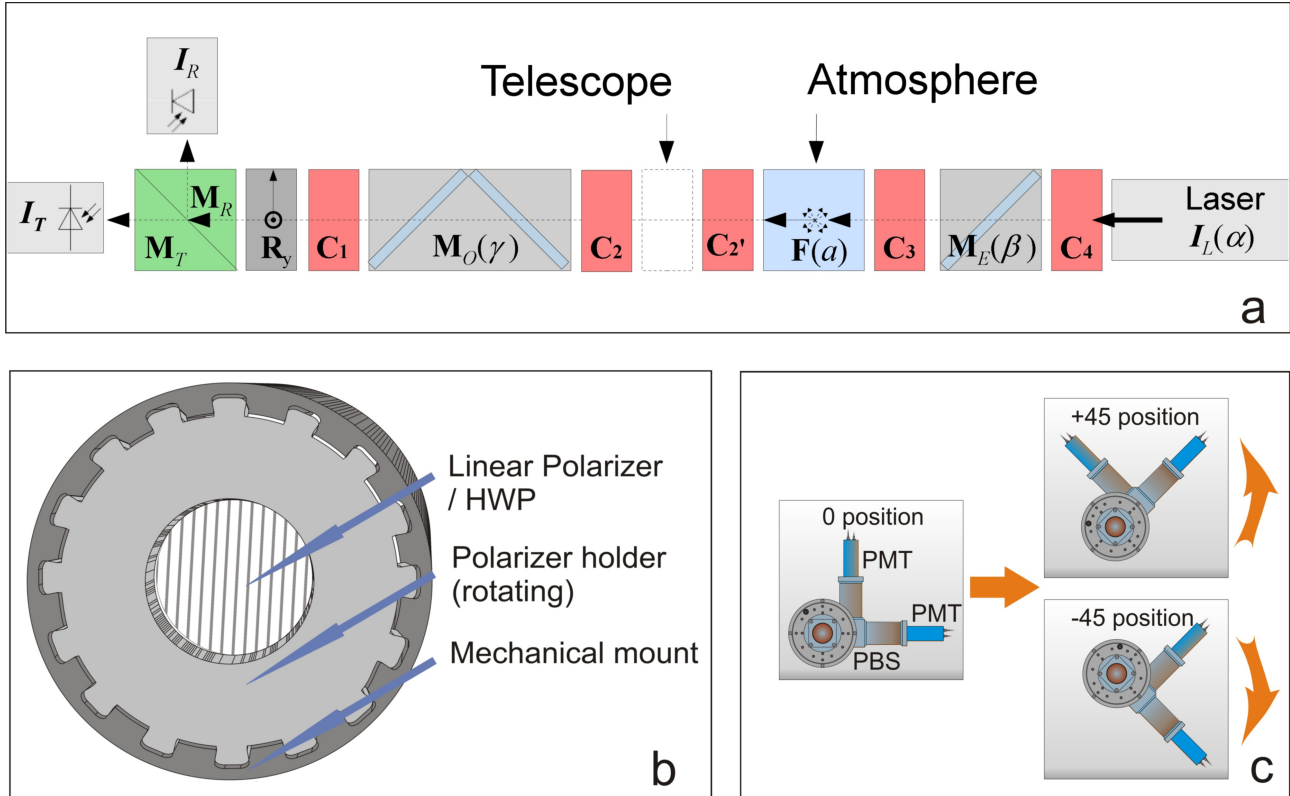 Telescope
Atmosphere
I_R
I_T
M_R
M_T
R_y
C1
M_O(γ)
C2
C2'
F(a)
C3
M_E(β)
C4
Laser
I_L(α)
a
Linear Polarizer
/ HWP
Polarizer holder
(rotating)
Mechanical mount
b
0 position
PMT
PMT
PBS
+45 position
-45 position
c